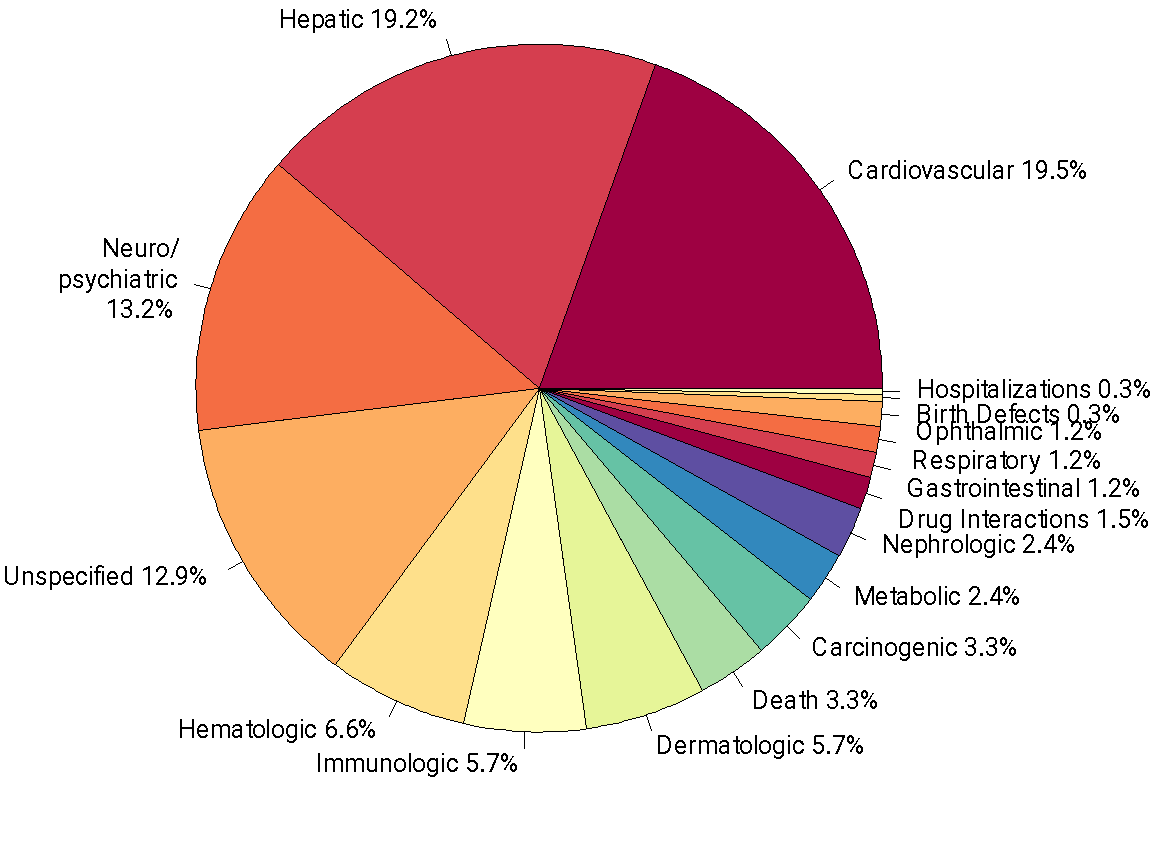 Hepatic 19.2%
Cardiovascular 19.5%
Neuro/
psychiatric
13.2%
Hospitalizations 0.3%
Birth Defects 0.3%
Ophthalmic 1.2%
Respiratory 1.2%
Gastrointestinal 1.2%
Drug Interactions 1.5%
Nephrologic 2.4%
Unspecified 12.9%
Metabolic 2.4%
Carcinogenic 3.3%
Death 3.3%
Hematologic 6.6%
Dermatologic 5.7%
Immunologic 5.7%